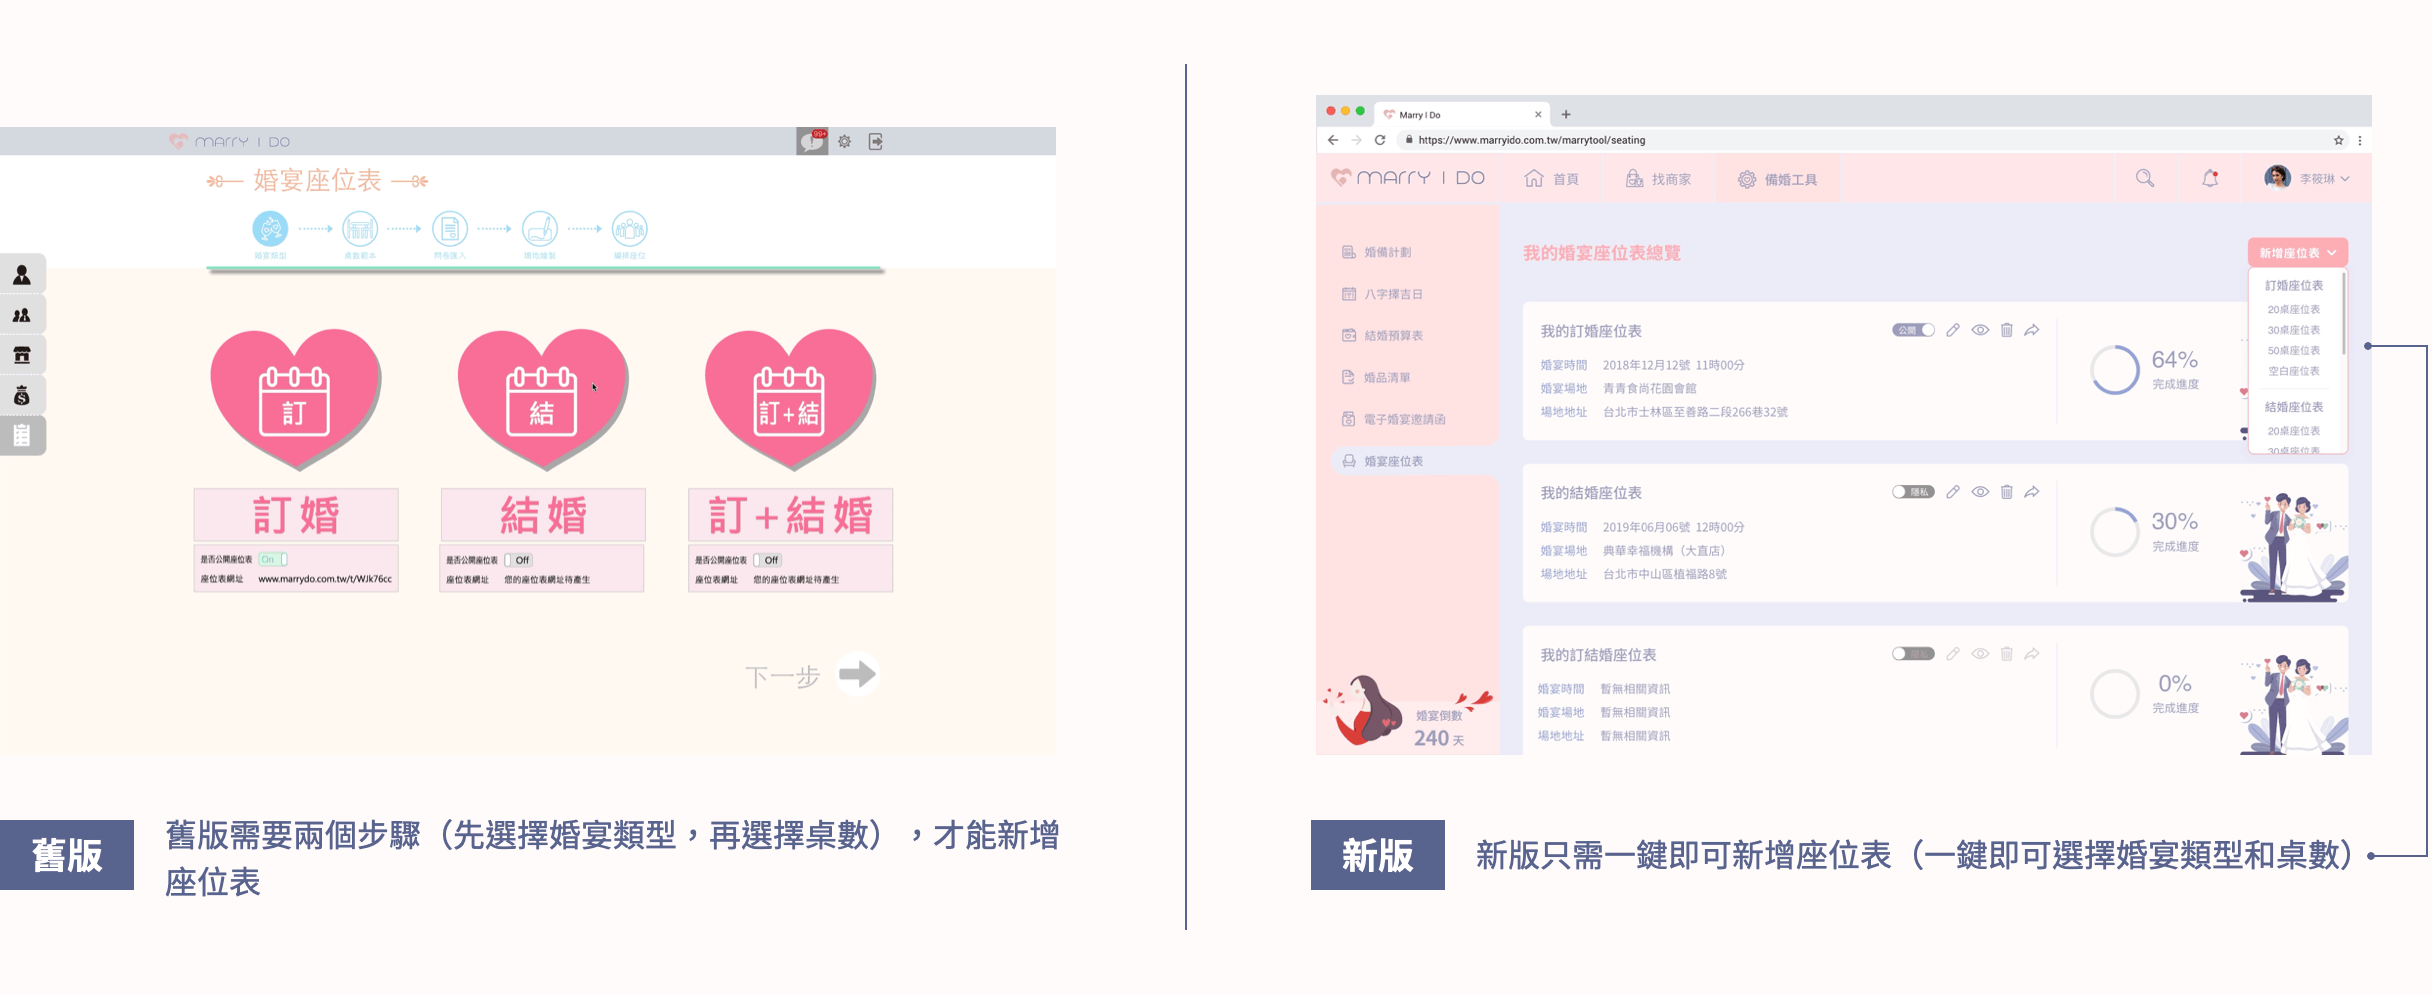 MARRY I DO
99+
婚宴座位表
婚宴類型
桌數範本
問卷匯入
場地繪製
編排座位
訂
結
訂+結
訂婚
結婚
訂+結婚
是否公開座位表 On
座位表網址 www.marrydo.com.tw/t/WJk76cc
是否公開座位表 Off
座位表網址 您的座位表網址待產生
是否公開座位表 Off
座位表網址 您的座位表網址待產生
下一步
舊版
舊版需要兩個步驟（先選擇婚宴類型，再選擇桌數），才能新增
座位表
Marry I Do
https://www.marryido.com.tw/marrytool/seating
MARRY I DO
首頁
找商家
備婚工具
李筱琳
婚備計劃
八字擇吉日
結婚預算表
婚品清單
電子婚宴邀請函
婚宴座位表
婚宴倒數
240 天
我的婚宴座位表總覽
新增座位表
訂婚座位表
20桌座位表
30桌座位表
50桌座位表
空白座位表
結婚座位表
20桌座位表
30桌座位表
我的訂婚座位表
公開
婚宴時間 2018年12月12號 11時00分
婚宴場地 青青食尚花園會館
場地地址 台北市士林區至善路二段266巷32號
64%
完成進度
我的結婚座位表
隱私
婚宴時間 2019年06月06號 12時00分
婚宴場地 典華幸福機構（大直店）
場地地址 台北市中山區植福路8號
30%
完成進度
我的訂結婚座位表
隱私
婚宴時間 暫無相關資訊
婚宴場地 暫無相關資訊
場地地址 暫無相關資訊
0%
完成進度
新版
新版只需一鍵即可新增座位表（一鍵即可選擇婚宴類型和桌數）